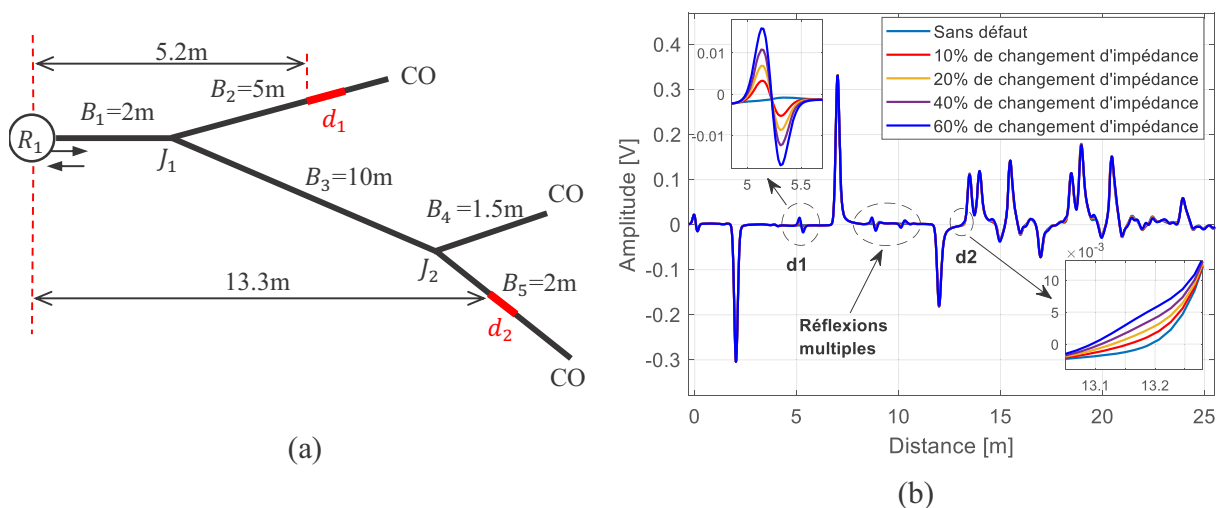 5.2m
CO
B₂=5m
B₁=2m
d₁
R₁
J₁
B₃=10m
CO
B₄=1.5m
J₂
B₅=2m
13.3m
d₂
CO
(a)
0.4
0.3
0.2
0.1
0
-0.1
-0.2
-0.3
Amplitude [V]
0.01
0
-0.01
5
5.5
Sans défaut
10% de changement d'impédance
20% de changement d'impédance
40% de changement d'impédance
60% de changement d'impédance
d1
d2
Réflexions
multiples
×10⁻³
10
5
0
13.1
13.2
0
5
10
15
20
25
Distance [m]
(b)